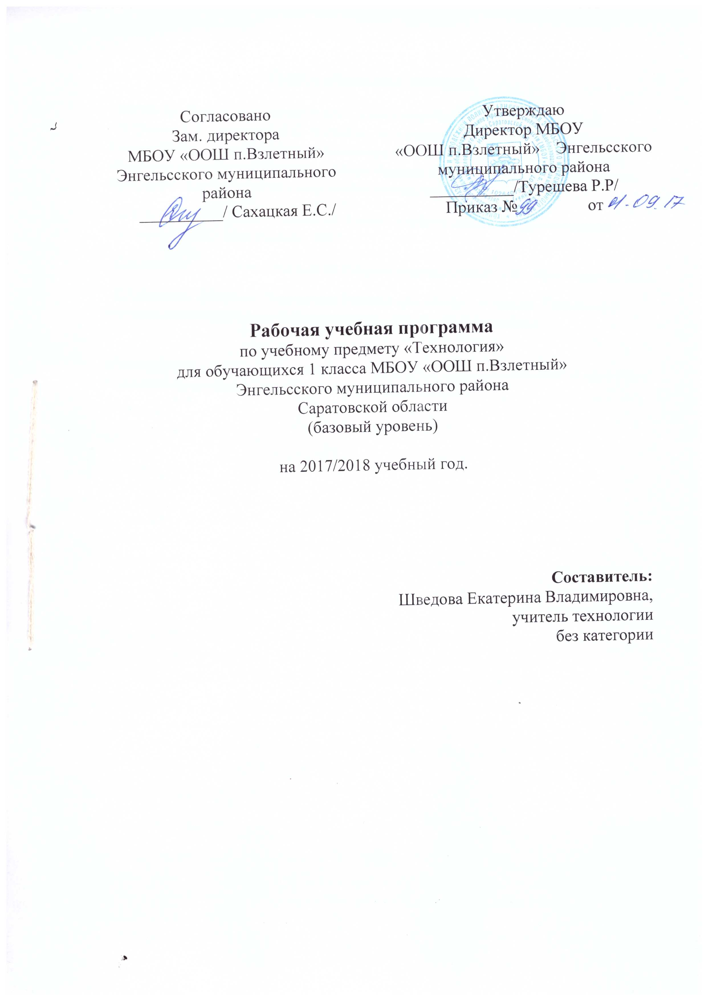 Согласовано
Зам. директора
МБОУ «ООШ п.Взлетный»
Энгельсского муниципального
района
/ Сахацкая Е.С./
Утверждаю
Директор МБОУ
«ООШ п.Взлетный» Энгельсского
муниципального района
/Турешева Р.Р/
Приказ № 99 от 01.09.17
Рабочая учебная программа
по учебному предмету «Технология»
для обучающихся 1 класса МБОУ «ООШ п.Взлетный»
Энгельсского муниципального района
Саратовской области
(базовый уровень)
на 2017/2018 учебный год.
Составитель:
Шведова Екатерина Владимировна,
учитель технологии
без категории